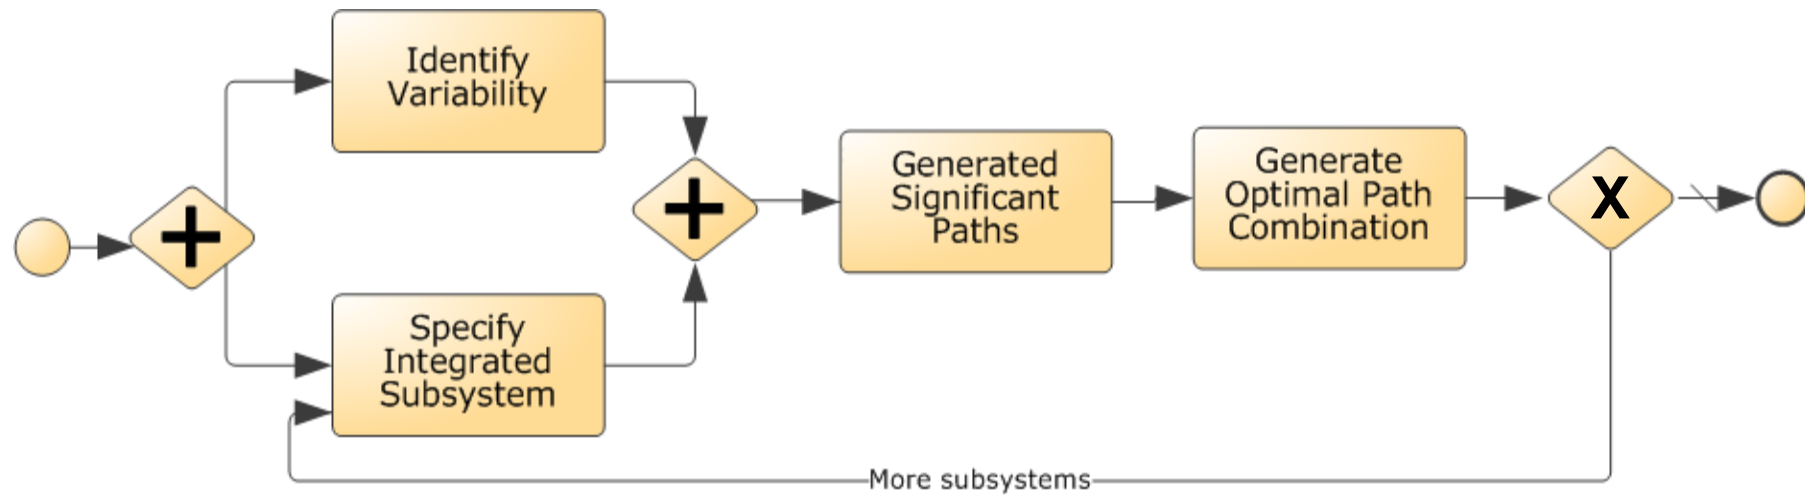 Identify
Variability
Specify
Integrated
Subsystem
Generated
Significant
Paths
Generate
Optimal Path
Combination
X
More subsystems